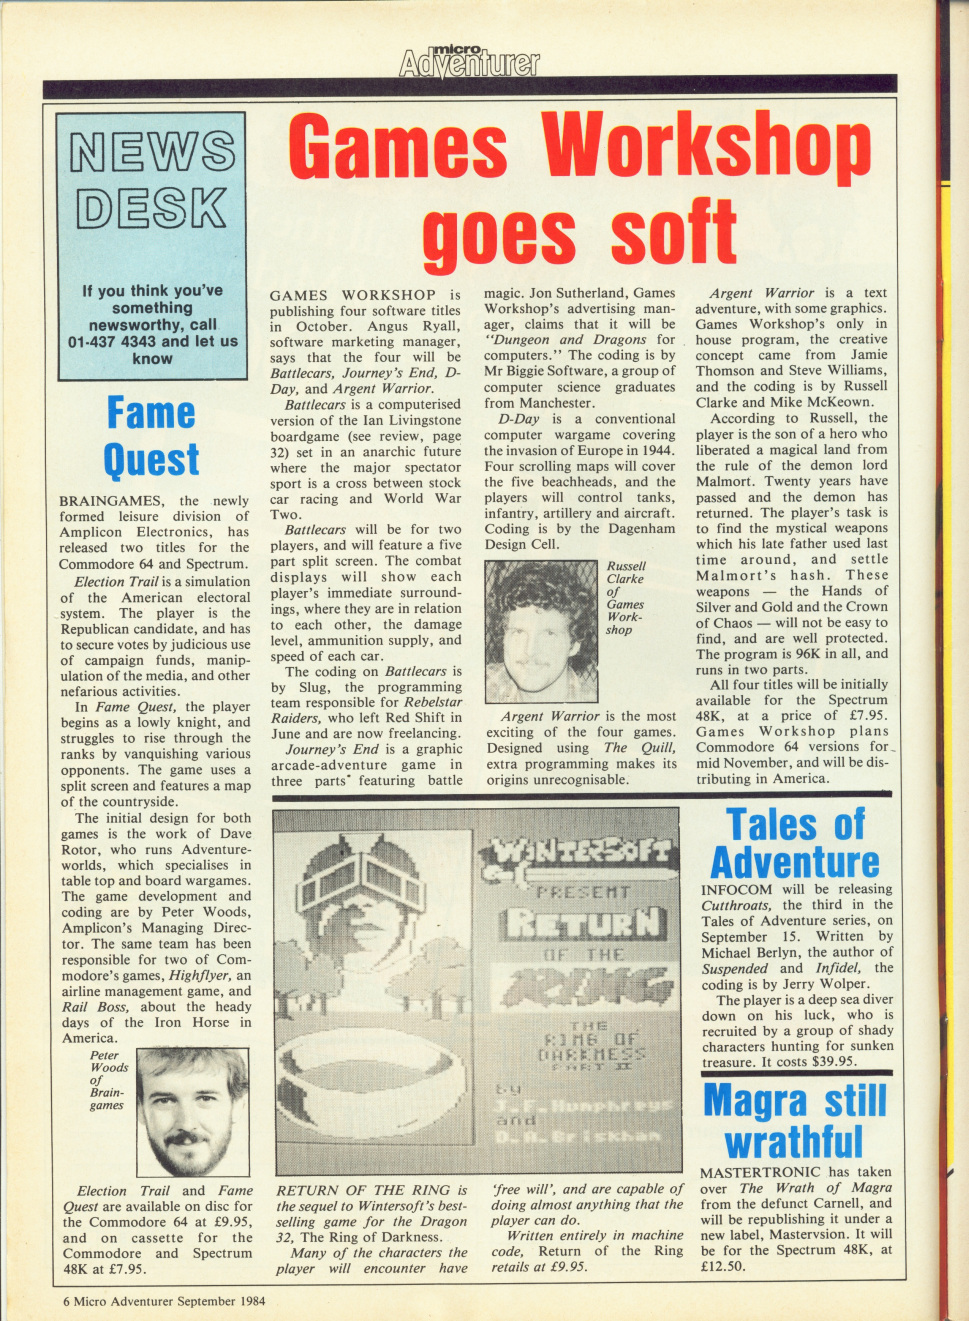 micro
Adventurer
NEWS
DESK
If you think you've
something
newsworthy, call
01-437 4343 and let us
know
Fame
Quest
BRAINGAMES, the newly
formed leisure division of
Amplicon Electronics, has
released two titles for the
Commodore 64 and Spectrum.
Election Trail is a simulation
of the American electoral
system. The player is the
Republican candidate, and has
to secure votes by judicious use
of campaign funds, manip-
ulation of the media, and other
nefarious activities.
In Fame Quest, the player
begins as a lowly knight, and
struggles to rise through the
ranks by vanquishing various
opponents. The game uses a
split screen and features a map
of the countryside.
The initial design for both
games is the work of Dave
Rotor, who runs Adventure-
worlds, which specialises in
table top and board wargames.
The game development and
coding are by Peter Woods,
Amplicon's Managing Direc-
tor. The same team has been
responsible for two of Com-
modore's games, Highflyer, an
airline management game, and
Rail Boss, about the heady
days of the Iron Horse in
America.
Peter
Woods
of
Brain-
games
Election Trail and Fame
Quest are available on disc for
the Commodore 64 at £9.95,
and on cassette for the
Commodore and Spectrum
48K at £7.95.
Games Workshop
goes soft
GAMES WORKSHOP is
publishing four software titles
in October. Angus Ryall,
software marketing manager,
says that the four will be
Battlecars, Journey's End, D-
Day, and Argent Warrior.
Battlecars is a computerised
version of the Ian Livingstone
boardgame (see review, page
32) set in an anarchic future
where the major spectator
sport is a cross between stock
car racing and World War
Two.
Battlecars will be for two
players, and will feature a five
part split screen. The combat
displays will show each
player's immediate surround-
ings, where they are in relation
to each other, the damage
level, ammunition supply, and
speed of each car.
The coding on Battlecars is
by Slug, the programming
team responsible for Rebelstar
Raiders, who left Red Shift in
June and are now freelancing.
Journey's End is a graphic
arcade-adventure game in
three parts featuring battle
magic. Jon Sutherland, Games
Workshop's advertising man-
ager, claims that it will be
"Dungeon and Dragons for
computers." The coding is by
Mr Biggie Software, a group of
computer science graduates
from Manchester.
D-Day is a conventional
computer wargame covering
the invasion of Europe in 1944.
Four scrolling maps will cover
the five beachheads, and the
players will control tanks,
infantry, artillery and aircraft.
Coding is by the Dagenham
Design Cell.
Russell
Clarke
of
Games
Work-
shop
Argent Warrior is the most
exciting of the four games.
Designed using The Quill,
extra programming makes its
origins unrecognisable.
Argent Warrior is a text
adventure, with some graphics.
Games Workshop's only in
house program, the creative
concept came from Jamie
Thomson and Steve Williams,
and the coding is by Russell
Clarke and Mike McKeown.
According to Russell, the
player is the son of a hero who
liberated a magical land from
the rule of the demon lord
Malmort. Twenty years have
passed and the demon has
returned. The player's task is
to find the mystical weapons
which his late father used last
time around, and settle
Malmort's hash. These
weapons — the Hands of
Silver and Gold and the Crown
of Chaos — will not be easy to
find, and are well protected.
The program is 96K in all, and
runs in two parts.
All four titles will be initially
available for the Spectrum
48K, at a price of £7.95.
Games Workshop plans
Commodore 64 versions for
mid November, and will be dis-
tributing in America.
WINTERSOFT
PRESENT
RETURN
OF THE
RING
THE
RING OF
DARKNESS
PART II
by
J.F. Humphreys
and
D.A. Briskham
RETURN OF THE RING is
the sequel to Wintersoft's best-
selling game for the Dragon
32, The Ring of Darkness.
Many of the characters the
player will encounter have
'free will', and are capable of
doing almost anything that the
player can do.
Written entirely in machine
code, Return of the Ring
retails at £9.95.
Tales of
Adventure
INFOCOM will be releasing
Cutthroats, the third in the
Tales of Adventure series, on
September 15. Written by
Michael Berlyn, the author of
Suspended and Infidel, the
coding is by Jerry Wolper.
The player is a deep sea diver
down on his luck, who is
recruited by a group of shady
characters hunting for sunken
treasure. It costs $39.95.
Magra still
wrathful
MASTERTRONIC has taken
over The Wrath of Magra
from the defunct Carnell, and
will be republishing it under a
new label, Mastervsion. It will
be for the Spectrum 48K, at
£12.50.
6 Micro Adventurer September 1984